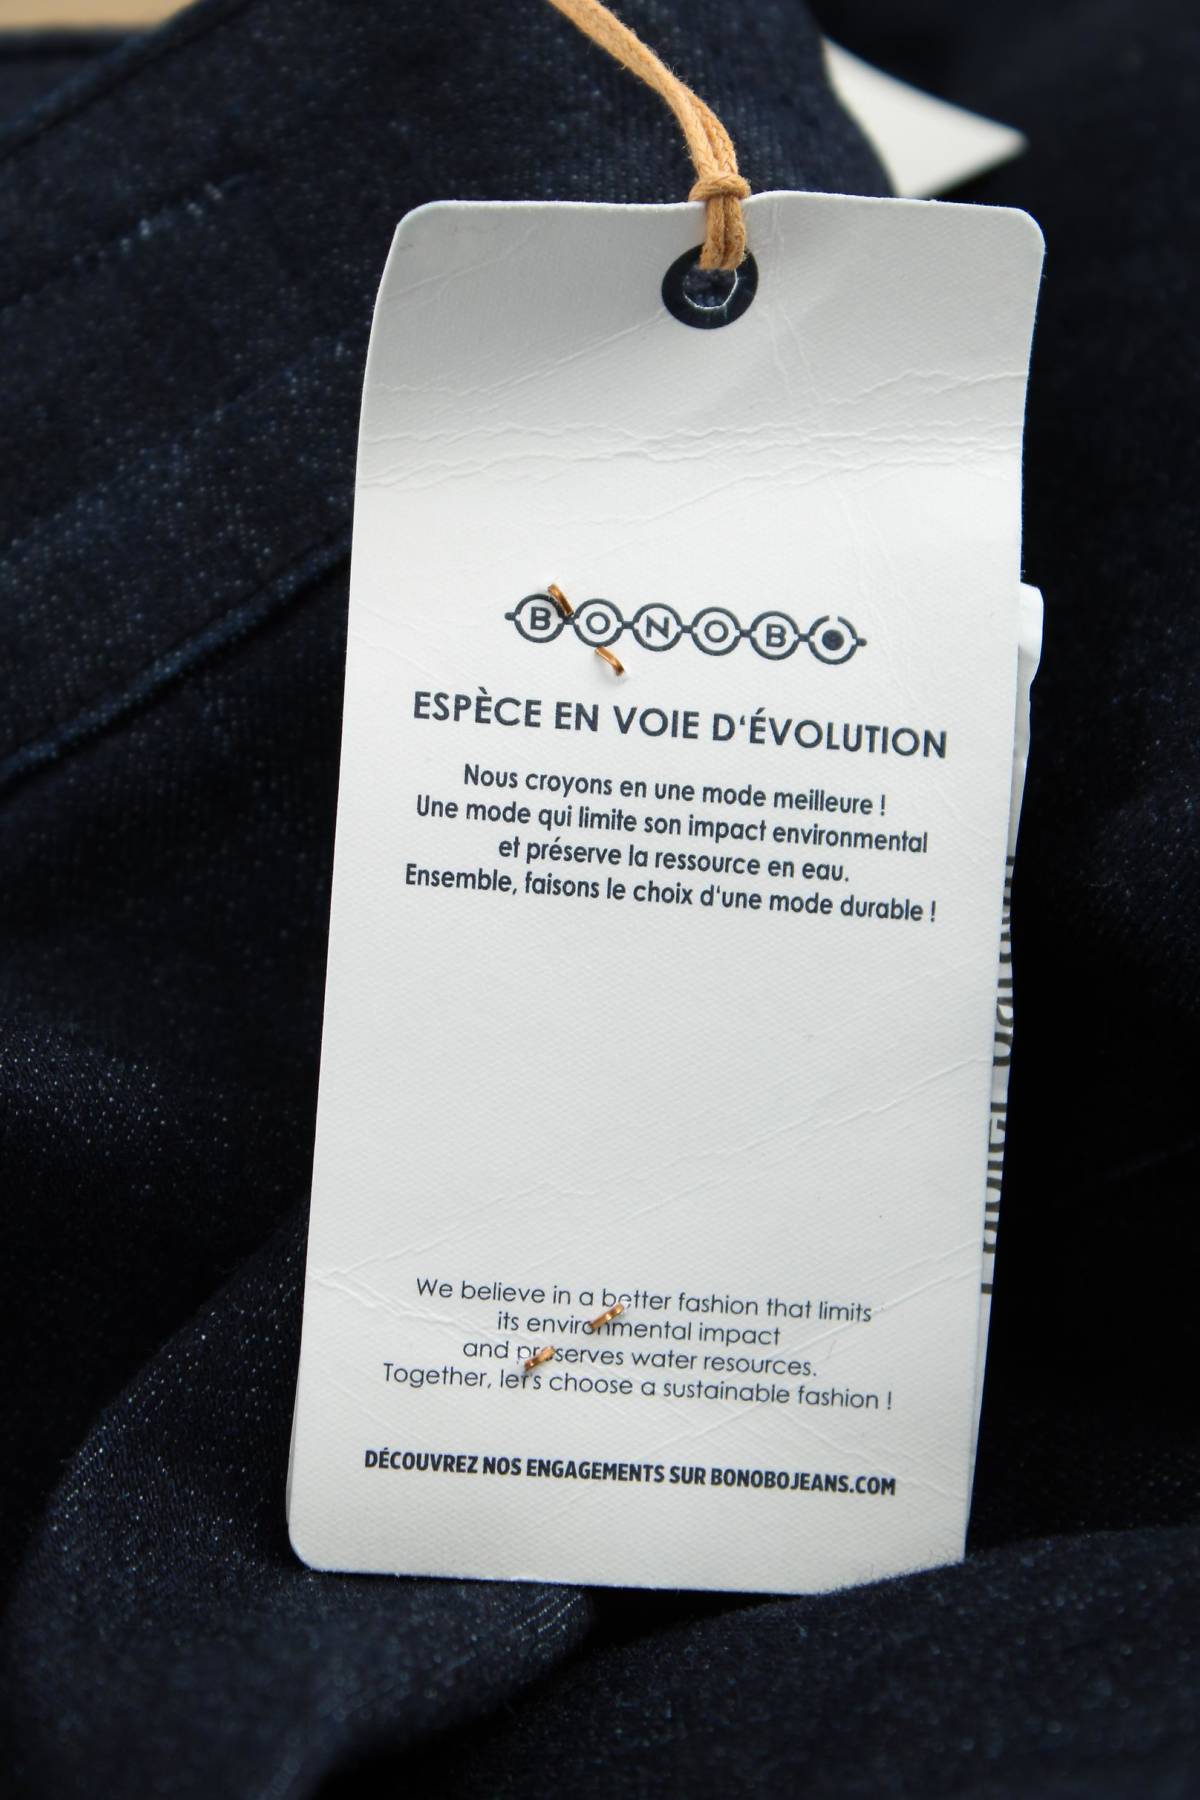 BONOBO
ESPÈCE EN VOIE D‘ÉVOLUTION
Nous croyons en une mode meilleure !
Une mode qui limite son impact environmental
et préserve la ressource en eau.
Ensemble, faisons le choix d‘une mode durable !
We believe in a better fashion that limits
its environmental impact
and preserves water resources.
Together, let's choose a sustainable fashion !
DÉCOUVREZ NOS ENGAGEMENTS SUR BONOBOJEANS.COM